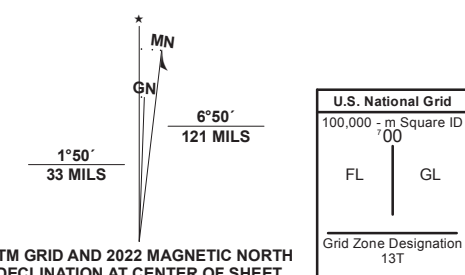 ★
MN
GN
6°50´
121 MILS
1°50´
33 MILS
TM GRID AND 2022 MAGNETIC NORTH
DECLINATION AT CENTER OF SHEET
U.S. National Grid
100,000 - m Square ID
⁷00
FL GL
Grid Zone Designation
13T